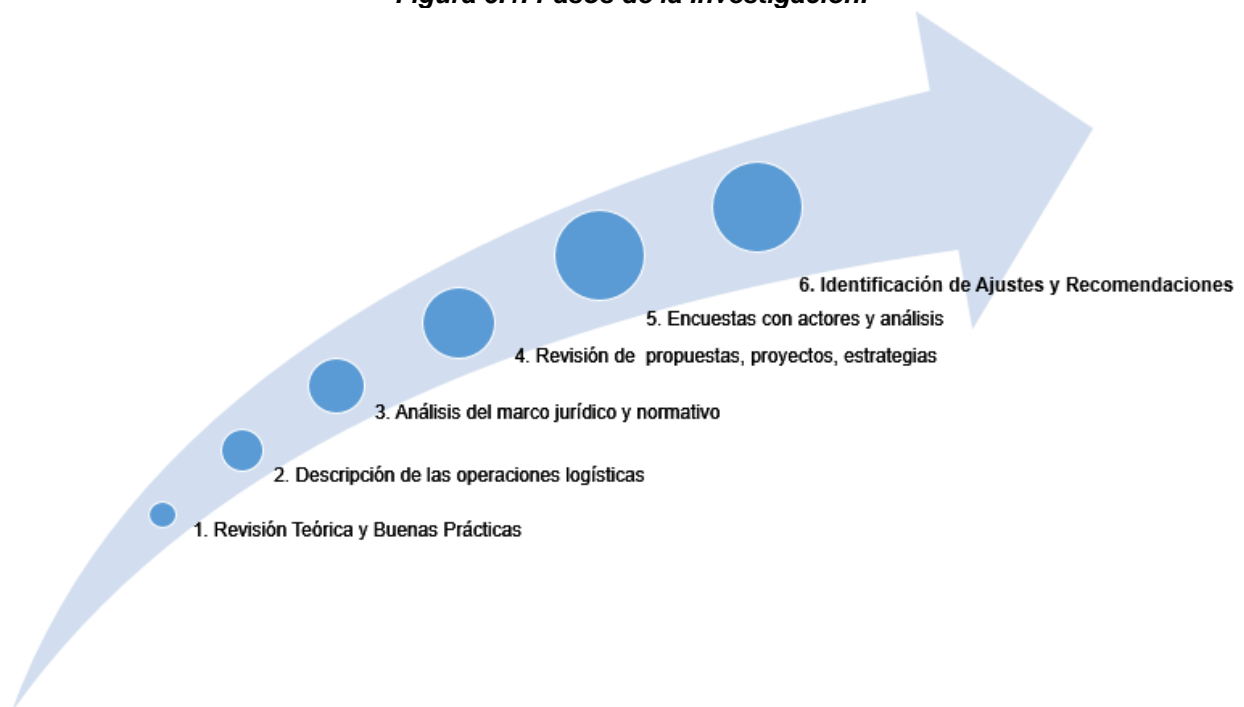 Figura Pasos de la investigación.
6. Identificación de Ajustes y Recomendaciones
5. Encuestas con actores y análisis
4. Revisión de propuestas, proyectos, estrategias
3. Análisis del marco jurídico y normativo
2. Descripción de las operaciones logísticas
1. Revisión Teórica y Buenas Prácticas